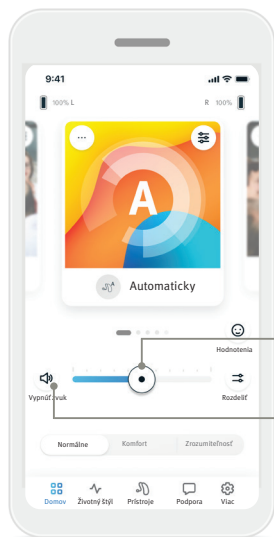 9:41
100% L
R 100%
A
Automaticky
Hodnotenia
Vypnúť zvuk
Rozdeliť
Normálne
Komfort
Zrozumiteľnosť
Domov
Životný štýl
Prístroje
Podpora
Viac